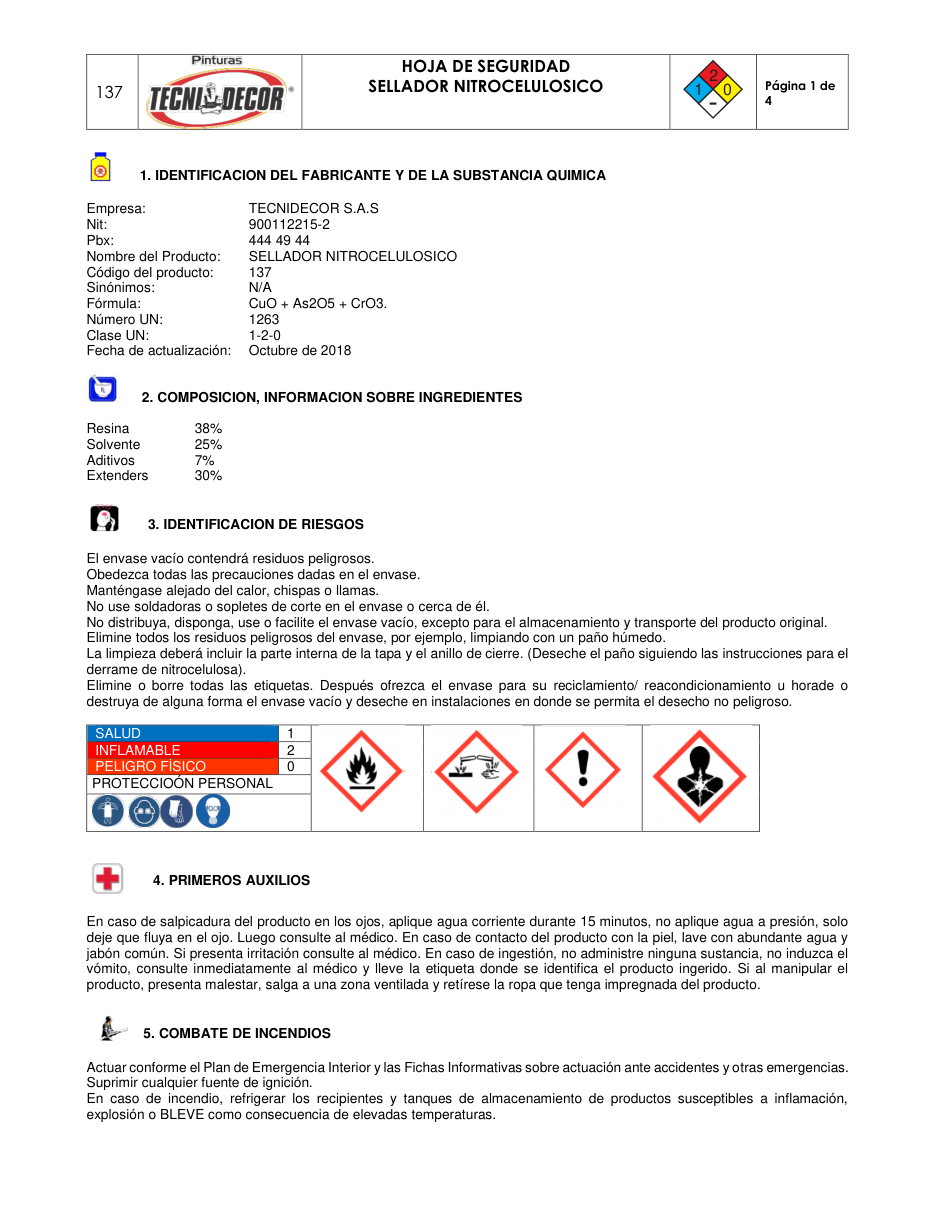 137
Pinturas
TECNIDECOR®
HOJA DE SEGURIDAD
SELLADOR NITROCELULOSICO
2
1 0
-
Página 1 de
4
1. IDENTIFICACION DEL FABRICANTE Y DE LA SUBSTANCIA QUIMICA
Empresa: TECNIDECOR S.A.S
Nit: 900112215-2
Pbx: 444 49 44
Nombre del Producto: SELLADOR NITROCELULOSICO
Código del producto: 137
Sinónimos: N/A
Fórmula: CuO + As2O5 + CrO3.
Número UN: 1263
Clase UN: 1-2-0
Fecha de actualización: Octubre de 2018
2. COMPOSICION, INFORMACION SOBRE INGREDIENTES
Resina 38%
Solvente 25%
Aditivos 7%
Extenders 30%
3. IDENTIFICACION DE RIESGOS
El envase vacío contendrá residuos peligrosos.
Obedezca todas las precauciones dadas en el envase.
Manténgase alejado del calor, chispas o llamas.
No use soldadoras o sopletes de corte en el envase o cerca de él.
No distribuya, disponga, use o facilite el envase vacío, excepto para el almacenamiento y transporte del producto original.
Elimine todos los residuos peligrosos del envase, por ejemplo, limpiando con un paño húmedo.
La limpieza deberá incluir la parte interna de la tapa y el anillo de cierre. (Deseche el paño siguiendo las instrucciones para el
derrame de nitrocelulosa).
Elimine o borre todas las etiquetas. Después ofrezca el envase para su reciclamiento/ reacondicionamiento u horade o
destruya de alguna forma el envase vacío y deseche en instalaciones en donde se permita el desecho no peligroso.
SALUD 1
INFLAMABLE 2
PELIGRO FÍSICO 0
PROTECCIOÓN PERSONAL
4. PRIMEROS AUXILIOS
En caso de salpicadura del producto en los ojos, aplique agua corriente durante 15 minutos, no aplique agua a presión, solo
deje que fluya en el ojo. Luego consulte al médico. En caso de contacto del producto con la piel, lave con abundante agua y
jabón común. Si presenta irritación consulte al médico. En caso de ingestión, no administre ninguna sustancia, no induzca el
vómito, consulte inmediatamente al médico y lleve la etiqueta donde se identifica el producto ingerido. Si al manipular el
producto, presenta malestar, salga a una zona ventilada y retírese la ropa que tenga impregnada del producto.
5. COMBATE DE INCENDIOS
Actuar conforme el Plan de Emergencia Interior y las Fichas Informativas sobre actuación ante accidentes y otras emergencias.
Suprimir cualquier fuente de ignición.
En caso de incendio, refrigerar los recipientes y tanques de almacenamiento de productos susceptibles a inflamación,
explosión o BLEVE como consecuencia de elevadas temperaturas.